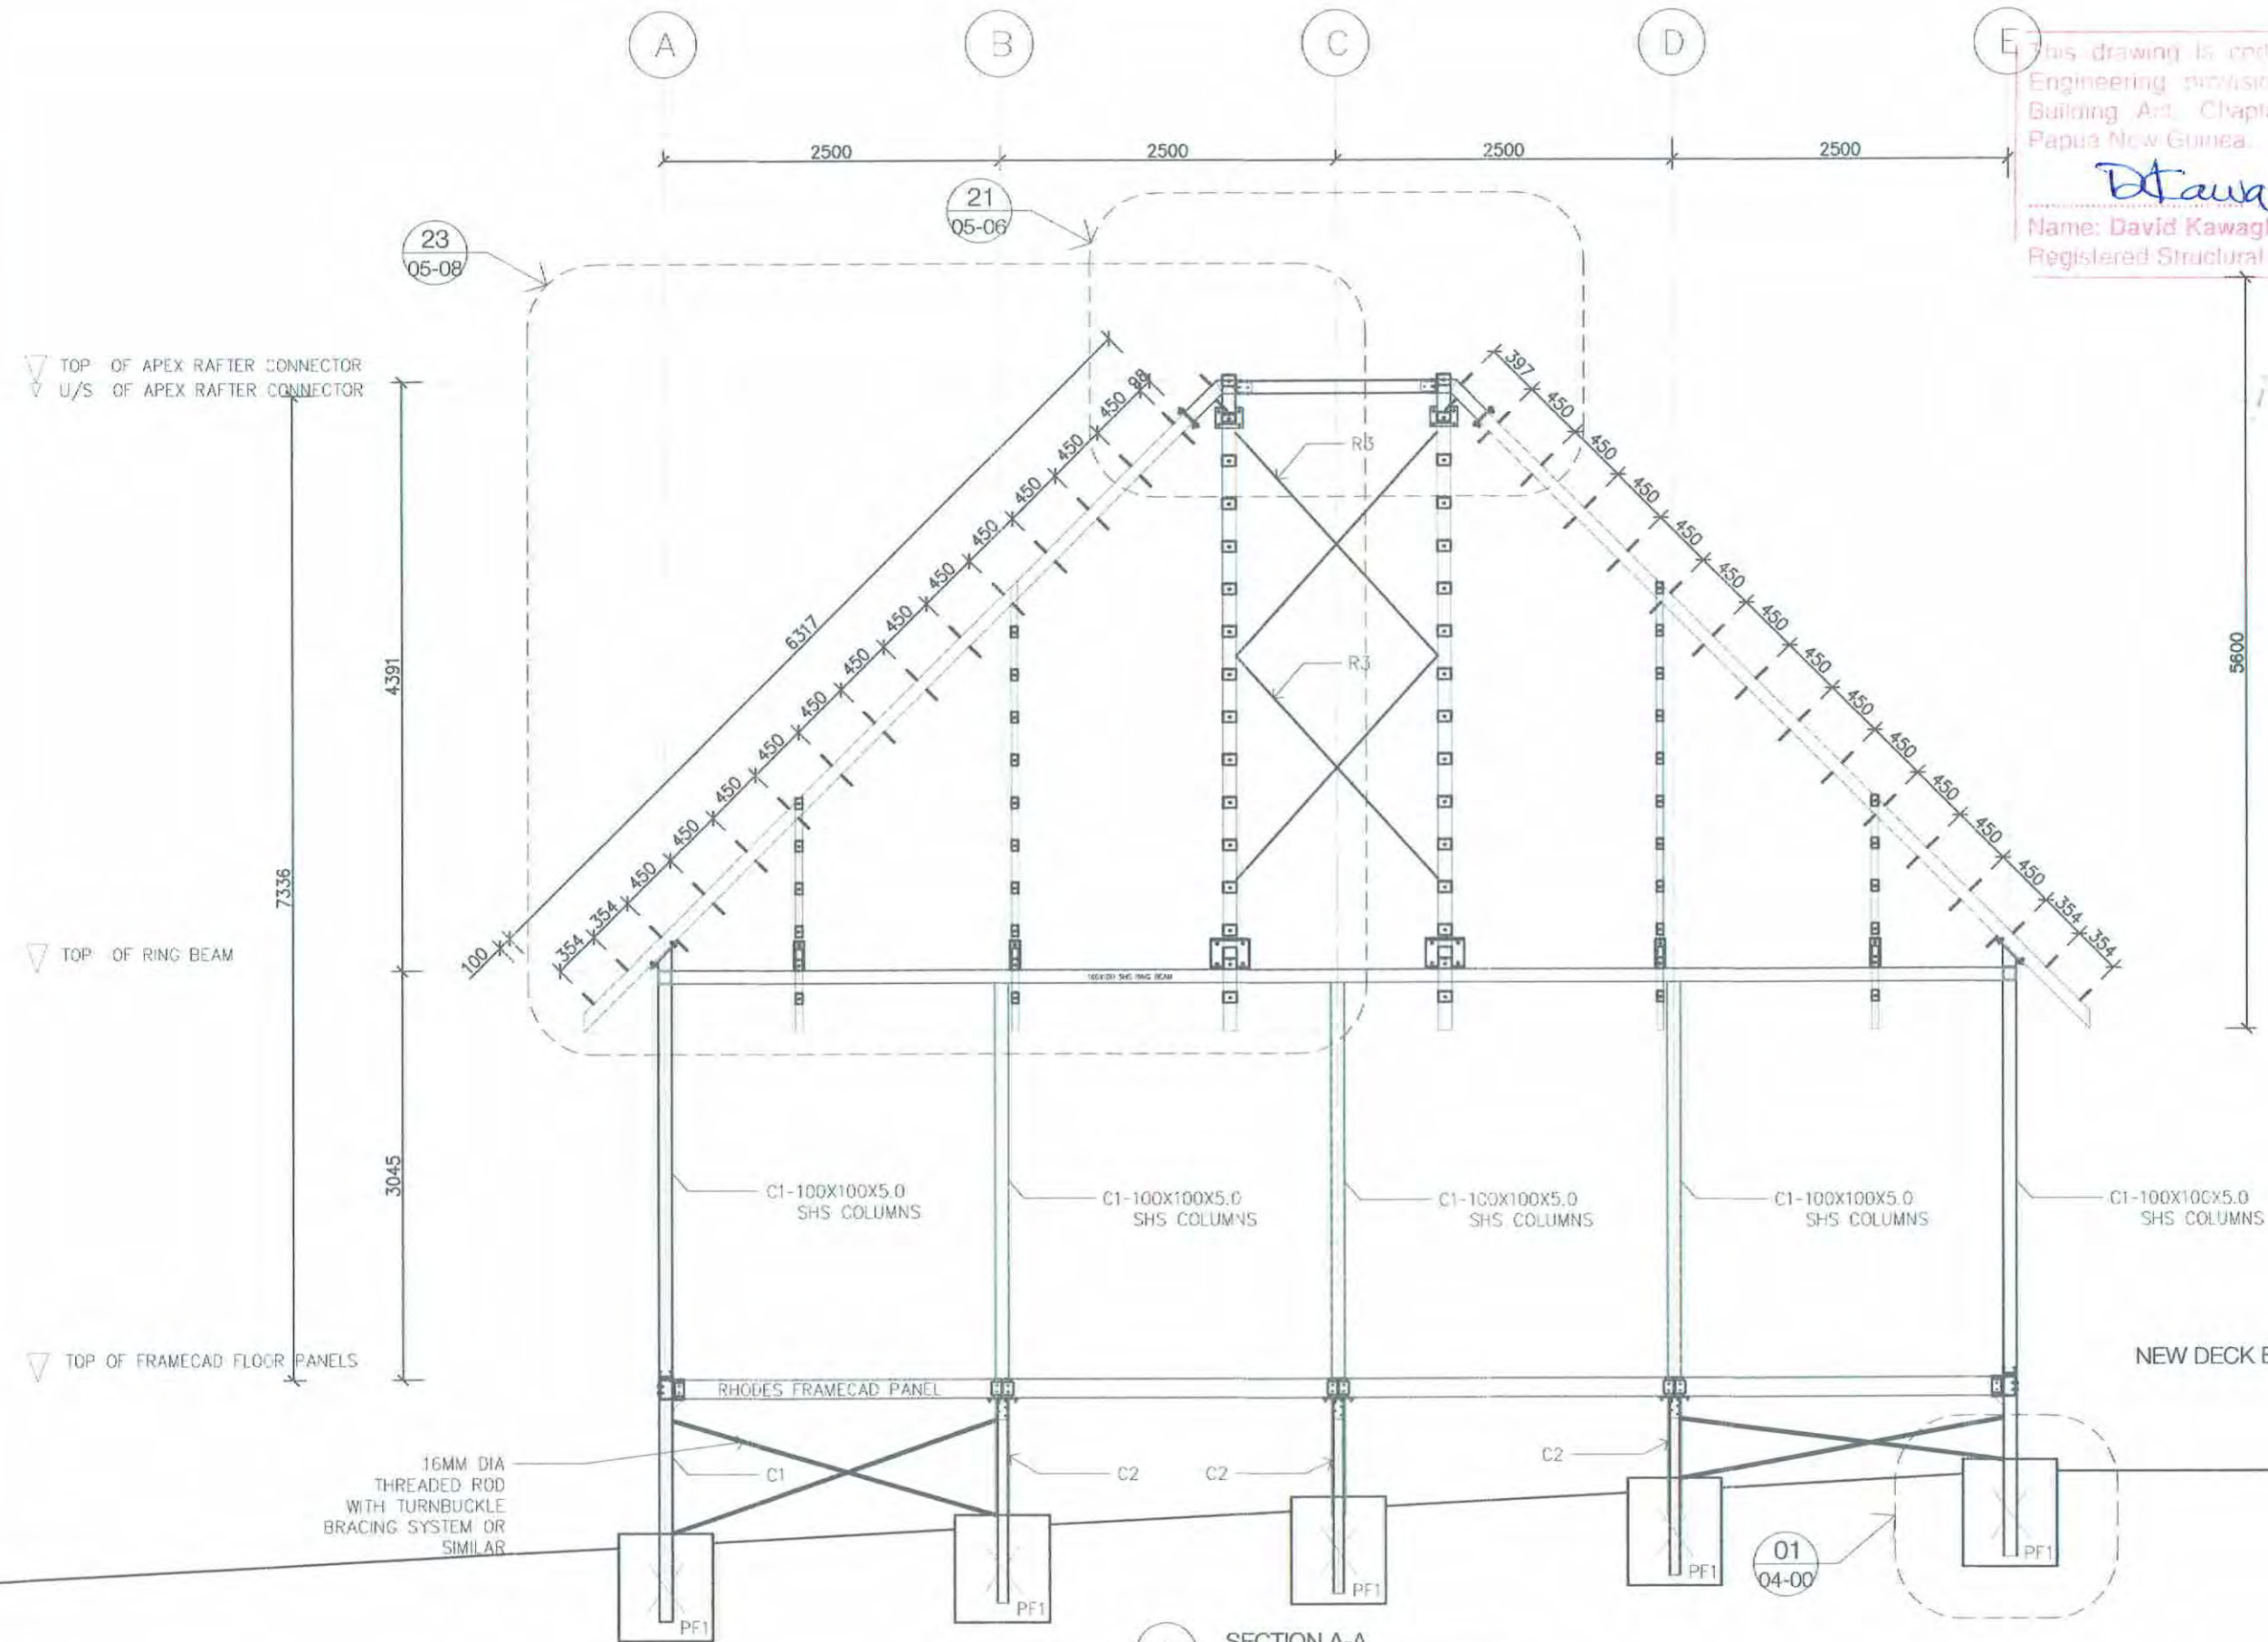 A
B
C
D
E
This drawing is
Engineering
Building Act, Chapt
Papua New Guinea.
Name: David Kawag
Registered Structural
2500
2500
2500
2500
21
05-06
23
05-08
TOP OF APEX RAFTER CONNECTOR
U/S OF APEX RAFTER CONNECTOR
98
450
450
450
450
450
450
450
450
450
450
450
450
354
354
100
6317
397
450
450
450
450
450
450
450
450
450
450
450
450
354
354
R3
R3
4391
7336
5600
TOP OF RING BEAM
100X100 SHS RING BEAM
3045
C1-100X100X5.0
SHS COLUMNS
C1-100X100X5.0
SHS COLUMNS
C1-100X100X5.0
SHS COLUMNS
C1-100X100X5.0
SHS COLUMNS
C1-100X100X5.0
SHS COLUMNS
TOP OF FRAMECAD FLOOR PANELS
RHODES FRAMECAD PANEL
NEW DECK
16MM DIA
THREADED ROD
WITH TURNBUCKLE
BRACING SYSTEM OR
SIMILAR
C1
C2
C2
C2
PF1
PF1
PF1
PF1
PF1
01
04-00
SECTION A-A